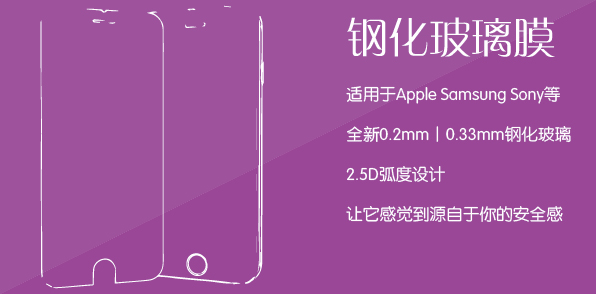 钢化玻璃膜
适用于Apple Samsung Sony等
全新0.2mm | 0.33mm钢化玻璃
2.5D弧度设计
让它感觉到源自于你的安全感